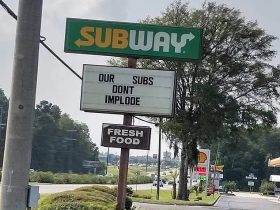 SUBWAY
OUR SUBS
DONT
IMPLODE
FRESH
FOOD